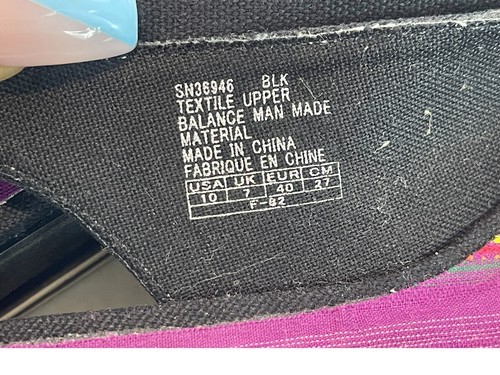 SN36946 BLK
TEXTILE UPPER
BALANCE MAN MADE
MATERIAL
MADE IN CHINA
FABRIQUE EN CHINE
USA UK EUR CM
10 7 40 27
F-82